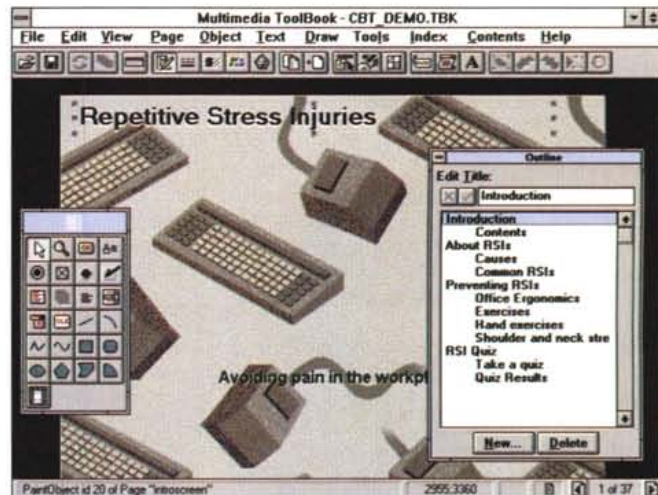 Multimedia ToolBook - CBT_DEMO.TBK
File Edit View Page Object Text Draw Tools Index Contents Help
Repetitive Stress Injuries
Outline
Edit Title:
Introduction
Introduction
Contents
About RSIs
Causes
Common RSIs
Preventing RSIs
Office Ergonomics
Exercises
Hand exercises
Shoulder and neck stre
RSI Quiz
Take a quiz
Quiz Results
Avoiding pain in the workpl
New... Delete
PaintObject id 20 of Page "introscreen" 2955:3360 1 of 37